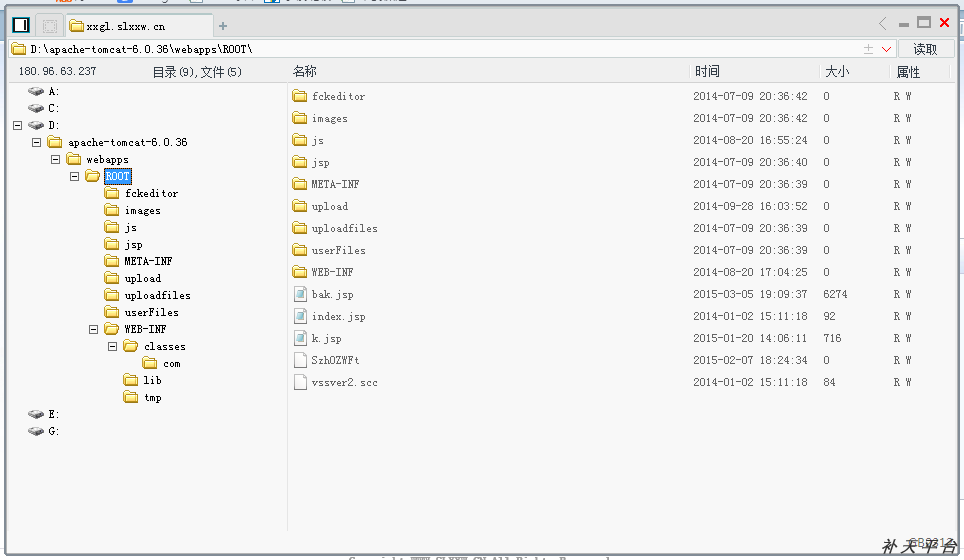 xxgl.slxxw.cn
D:\apache-tomcat-6.0.36\webapps\ROOT\
读取
180.96.63.237 目录(9),文件(5) 名称 时间 大小 属性
A:
C:
D:
apache-tomcat-6.0.36
webapps
ROOT
fckeditor
images
js
jsp
META-INF
upload
uploadfiles
userFiles
WEB-INF
classes
com
lib
tmp
E:
G:
fckeditor 2014-07-09 20:36:42 0 R W
images 2014-07-09 20:36:42 0 R W
js 2014-08-20 16:55:24 0 R W
jsp 2014-07-09 20:36:40 0 R W
META-INF 2014-07-09 20:36:39 0 R W
upload 2014-09-28 16:03:52 0 R W
uploadfiles 2014-07-09 20:36:39 0 R W
userFiles 2014-07-09 20:36:39 0 R W
WEB-INF 2014-08-20 17:04:25 0 R W
bak.jsp 2015-03-05 19:09:37 6274 R W
index.jsp 2014-01-02 15:11:18 92 R W
k.jsp 2015-01-20 14:06:11 716 R W
SzhOZWFt 2015-02-07 18:24:34 0 R W
vssver2.scc 2014-01-02 15:11:18 84 R W
GB2312
补天平台